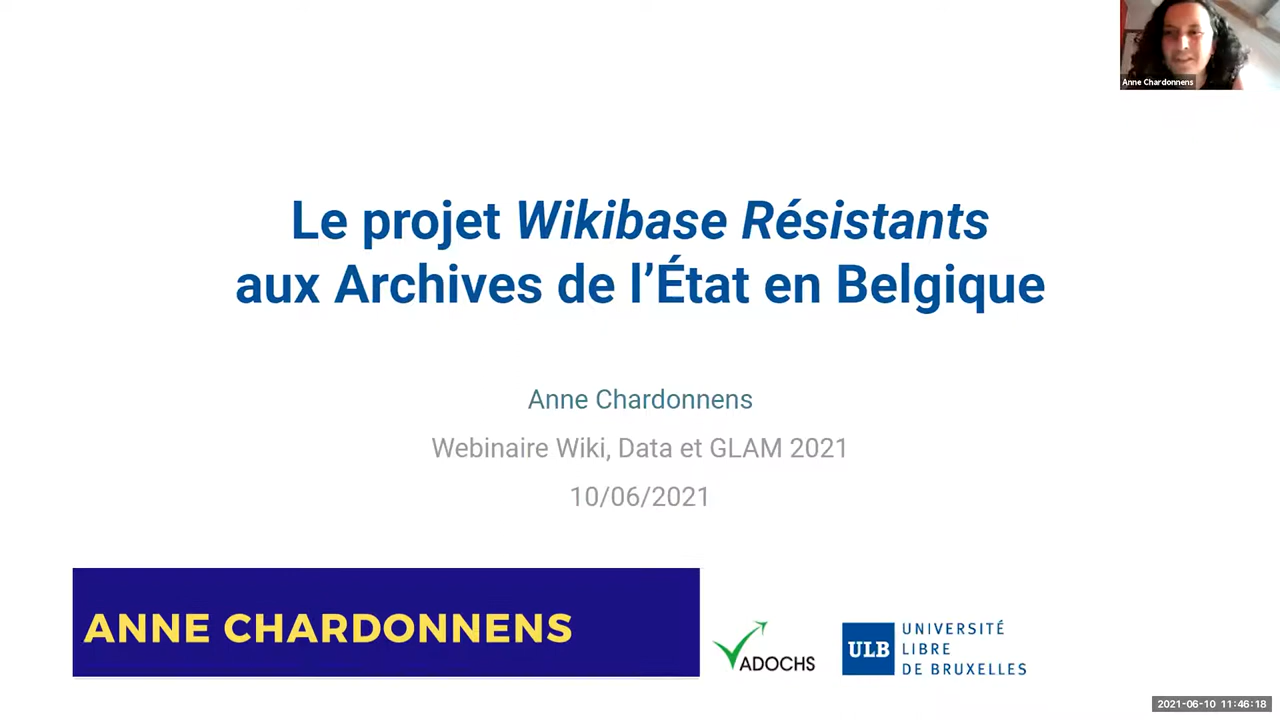 Anne Chardonnens
Le projet Wikibase Résistants
aux Archives de l’État en Belgique
Anne Chardonnens
Webinaire Wiki, Data et GLAM 2021
10/06/2021
ANNE CHARDONNENS
ADOCHS
ULB
UNIVERSITÉ
LIBRE
DE BRUXELLES
2021-06-10 11:46:18